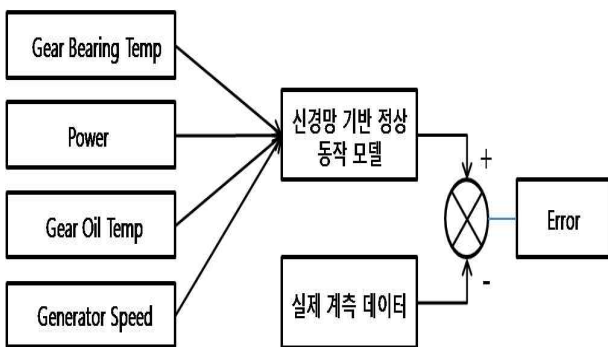 Gear Bearing Temp
Power
Gear Oil Temp
Generator Speed
신경망 기반 정상
동작 모델
실제 계측 데이터
+
-
Error